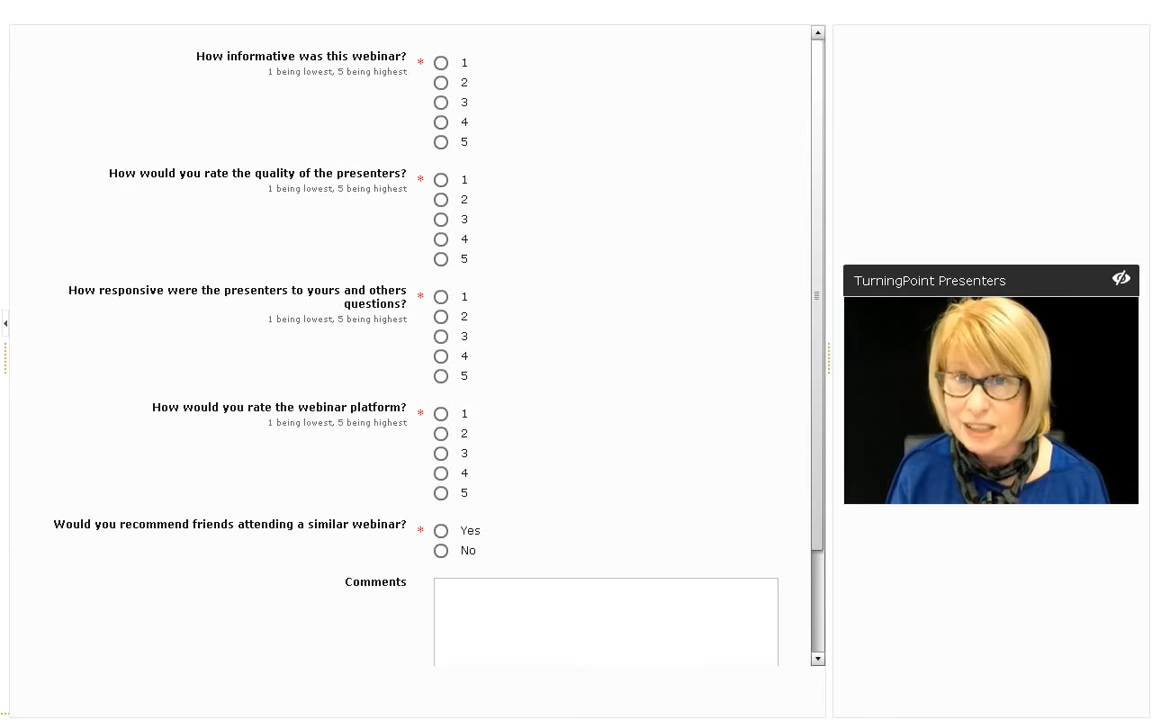 How informative was this webinar?
1 being lowest, 5 being highest
* 1
2
3
4
5
How would you rate the quality of the presenters?
1 being lowest, 5 being highest
* 1
2
3
4
5
How responsive were the presenters to yours and others
questions?
1 being lowest, 5 being highest
* 1
2
3
4
5
How would you rate the webinar platform?
1 being lowest, 5 being highest
* 1
2
3
4
5
Would you recommend friends attending a similar webinar?
* Yes
No
Comments
TurningPoint Presenters